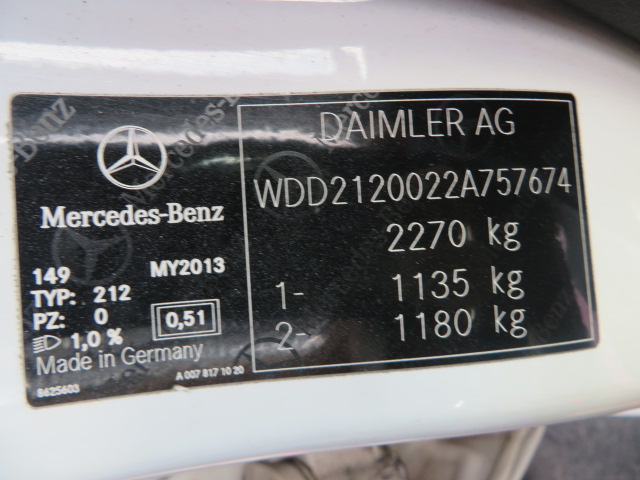 Mercedes-Benz
149 MY2013
TYP: 212
PZ: 0
1,0 % 0,51
Made in Germany
8625603 A 007 817 10 20
DAIMLER AG
WDD2120022A757674
2270 kg
1- 1135 kg
2- 1180 kg